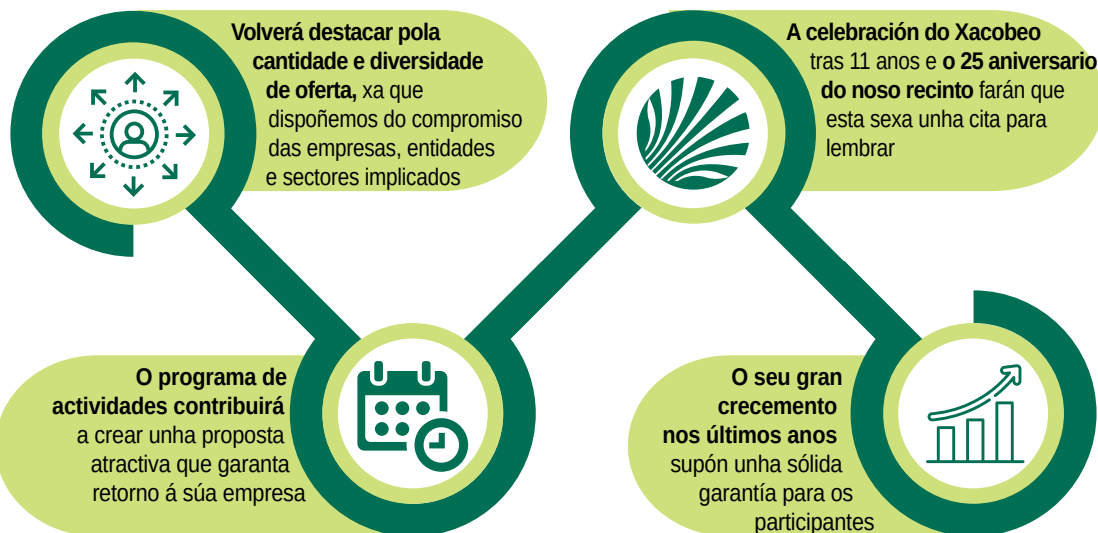 Volverá destacar pola
cantidade e diversidade
de oferta, xa que
dispoñemos do compromiso
das empresas, entidades
e sectores implicados
O programa de
actividades contribuirá
a crear unha proposta
atractiva que garanta
retorno á súa empresa
A celebración do Xacobeo
tras 11 anos e o 25 aniversario
do noso recinto farán que
esta sexa unha cita para
lembrar
O seu gran
crecemento
nos últimos anos
supón unha sólida
garantía para os
participantes